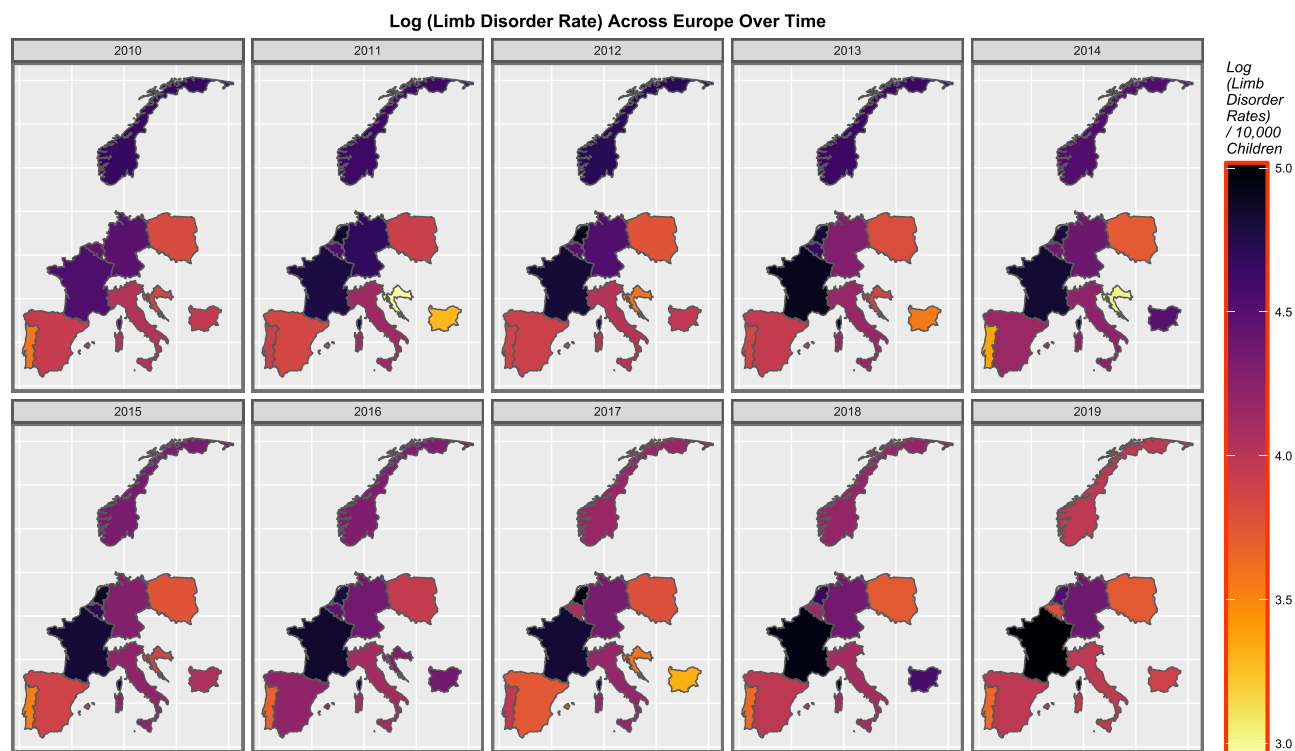 Log (Limb Disorder Rate) Across Europe Over Time
2010
2011
2012
2013
2014
Log
(Limb
Disorder
Rates)
/ 10,000
Children
5.0
4.5
4.0
3.5
3.0
2015
2016
2017
2018
2019